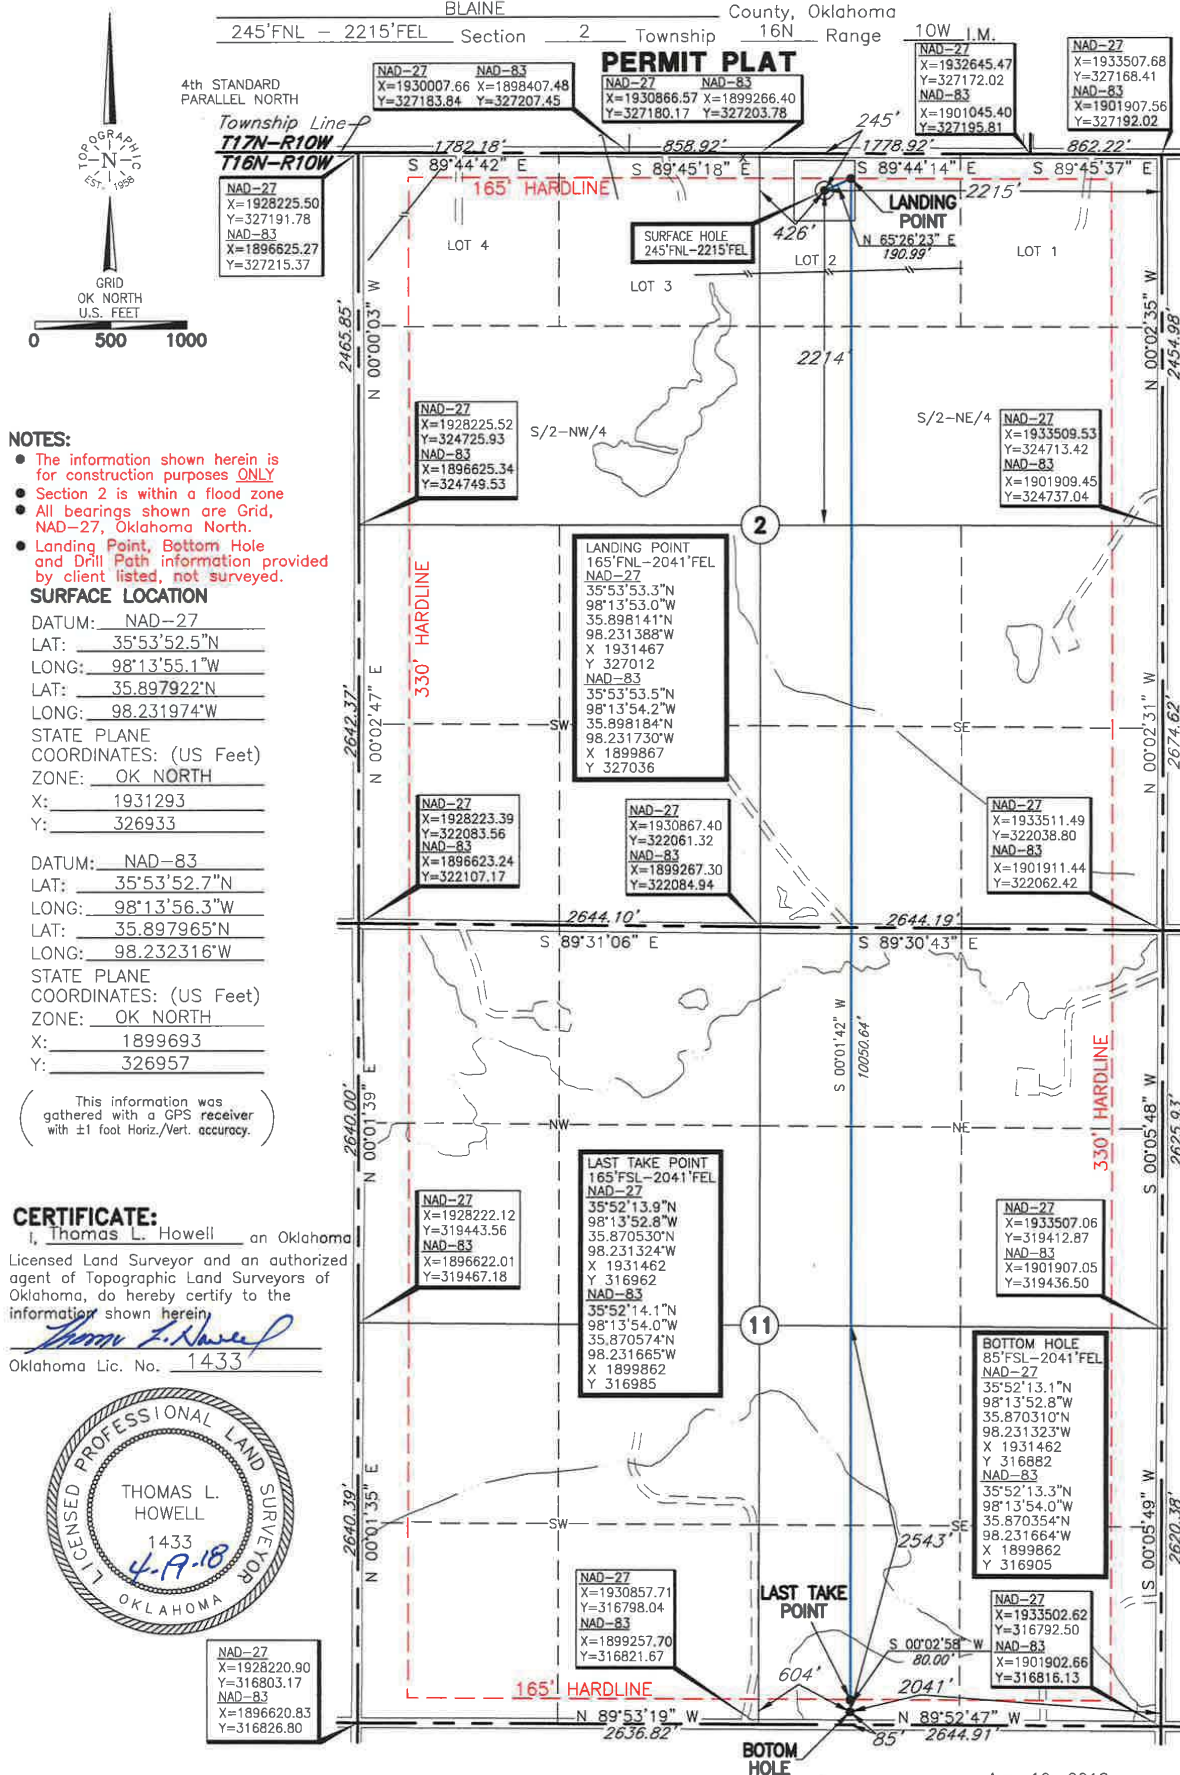 BLAINE County, Oklahoma
245'FNL - 2215'FEL Section 2 Township 16N Range 10W I.M.
PERMIT PLAT
4th STANDARD
PARALLEL NORTH
Township Line
T17N-R10W
T16N-R10W
NAD-27 NAD-83
X=1930007.66 X=1898407.48
Y=327183.84 Y=327207.45
NAD-27 NAD-83
X=1930866.57 X=1899266.40
Y=327180.17 Y=327203.78
NAD-27
X=1932645.47
Y=327172.02
NAD-83
X=1901045.40
Y=327195.81
NAD-27
X=1933507.68
Y=327168.41
NAD-83
X=1901907.56
Y=327192.02
TOPOGRAPHIC
N
EST. 1958
GRID
OK NORTH
U.S. FEET
0 500 1000
NAD-27
X=1928225.50
Y=327191.78
NAD-83
X=1896625.27
Y=327215.37
1782.18' 858.92' 245' 1778.92' 862.22'
S 89°44'42" E S 89°45'18" E S 89°44'14" E S 89°45'37" E
165' HARDLINE
2215'
LANDING
POINT
SURFACE HOLE
245'FNL-2215'FEL
426'
N 65°26'23" E
190.99'
LOT 4
LOT 3
LOT 2
LOT 1
2465.85'
N 00°00'03" W
2214'
N 00°02'35" W
2454.98'
S/2-NW/4
S/2-NE/4
NAD-27
X=1928225.52
Y=324725.93
NAD-83
X=1896625.34
Y=324749.53
NAD-27
X=1933509.53
Y=324713.42
NAD-83
X=1901909.45
Y=324737.04
2
NOTES:
The information shown herein is
for construction purposes ONLY
Section 2 is within a flood zone
All bearings shown are Grid,
NAD-27, Oklahoma North.
Landing Point, Bottom Hole
and Drill Path information provided
by client listed, not surveyed.
SURFACE LOCATION
DATUM: NAD-27
LAT: 35°53'52.5"N
LONG: 98°13'55.1"W
LAT: 35.897922°N
LONG: 98.231974°W
STATE PLANE
COORDINATES: (US Feet)
ZONE: OK NORTH
X: 1931293
Y: 326933
DATUM: NAD-83
LAT: 35°53'52.7"N
LONG: 98°13'56.3"W
LAT: 35.897965°N
LONG: 98.232316°W
STATE PLANE
COORDINATES: (US Feet)
ZONE: OK NORTH
X: 1899693
Y: 326957
This information was
gathered with a GPS receiver
with ±1 foot Horiz./Vert. accuracy.
330' HARDLINE
LANDING POINT
165'FNL-2041'FEL
NAD-27
35°53'53.3"N
98°13'53.0"W
35.898141°N
98.231388°W
X 1931467
Y 327012
NAD-83
35°53'53.5"N
98°13'54.2"W
35.898184°N
98.231730°W
X 1899867
Y 327036
2642.37'
N 00°02'47" E
SW
SE
N 00°02'31" W
2674.62'
NAD-27
X=1928223.39
Y=322083.56
NAD-83
X=1896623.24
Y=322107.17
NAD-27
X=1930867.40
Y=322061.32
NAD-83
X=1899267.30
Y=322084.94
NAD-27
X=1933511.49
Y=322038.80
NAD-83
X=1901911.44
Y=322062.42
2644.10' 2644.19'
S 89°31'06" E S 89°30'43" E
S 00°01'42" W
10050.64'
330' HARDLINE
2640.00'
N 00°01'39" E
NW
NE
S 00°05'48" W
2625.93'
LAST TAKE POINT
165'FSL-2041'FEL
NAD-27
35°52'13.9"N
98°13'52.8"W
35.870530°N
98.231324°W
X 1931462
Y 316962
NAD-83
35°52'14.1"N
98°13'54.0"W
35.870574°N
98.231665°W
X 1899862
Y 316985
NAD-27
X=1928222.12
Y=319443.56
NAD-83
X=1896622.01
Y=319467.18
NAD-27
X=1933507.06
Y=319412.87
NAD-83
X=1901907.05
Y=319436.50
11
CERTIFICATE:
I, Thomas L. Howell an Oklahoma
Licensed Land Surveyor and an authorized
agent of Topographic Land Surveyors of
Oklahoma, do hereby certify to the
information shown herein.
Thomas L. Howell
Oklahoma Lic. No. 1433
LICENSED PROFESSIONAL LAND SURVEYOR
THOMAS L.
HOWELL
1433
4-19-18
OKLAHOMA
BOTTOM HOLE
85'FSL-2041'FEL
NAD-27
35°52'13.1"N
98°13'52.8"W
35.870310°N
98.231323°W
X 1931462
Y 316882
NAD-83
35°52'13.3"N
98°13'54.0"W
35.870354°N
98.231664°W
X 1899862
Y 316905
2640.39'
N 00°01'35" E
SW
2543'
SE
S 00°05'49" W
2620.38'
NAD-27
X=1930857.71
Y=316798.04
NAD-83
X=1899257.70
Y=316821.67
LAST TAKE
POINT
NAD-27
X=1933502.62
Y=316792.50
NAD-83
X=1901902.66
Y=316816.13
NAD-27
X=1928220.90
Y=316803.17
NAD-83
X=1896620.83
Y=316826.80
S 00°02'58" W
80.00'
604'
2041'
165' HARDLINE
N 89°53'19" W N 89°52'47" W
2636.82' 85' 2644.91'
BOTOM
HOLE